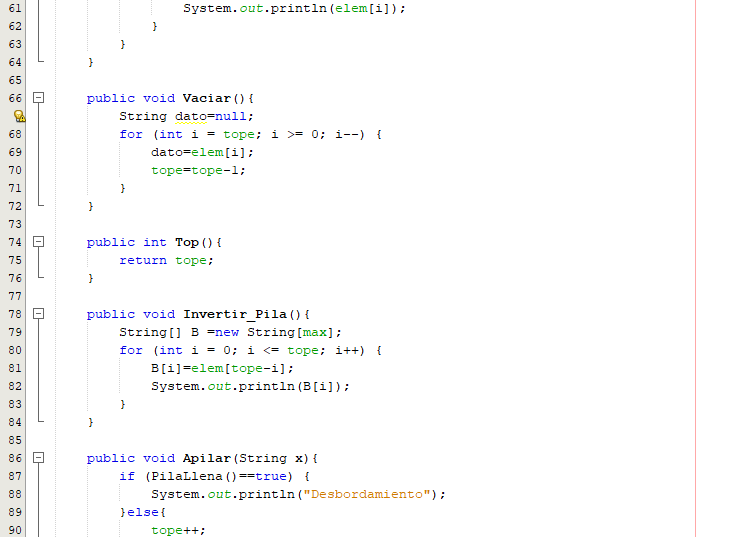 61 System.out.println(elem[i]);
62 }
63 }
64 }
65
66 public void Vaciar(){
String dato=null;
68 for (int i = tope; i >= 0; i--) {
69 dato=elem[i];
70 tope=tope-1;
71 }
72 }
73
74 public int Top(){
75 return tope;
76 }
77
78 public void Invertir_Pila(){
79 String[] B =new String[max];
80 for (int i = 0; i <= tope; i++) {
81 B[i]=elem[tope-i];
82 System.out.println(B[i]);
83 }
84 }
85
86 public void Apilar(String x){
87 if (PilaLlena()==true) {
88 System.out.println("Desbordamiento");
89 }else{
90 tope++;